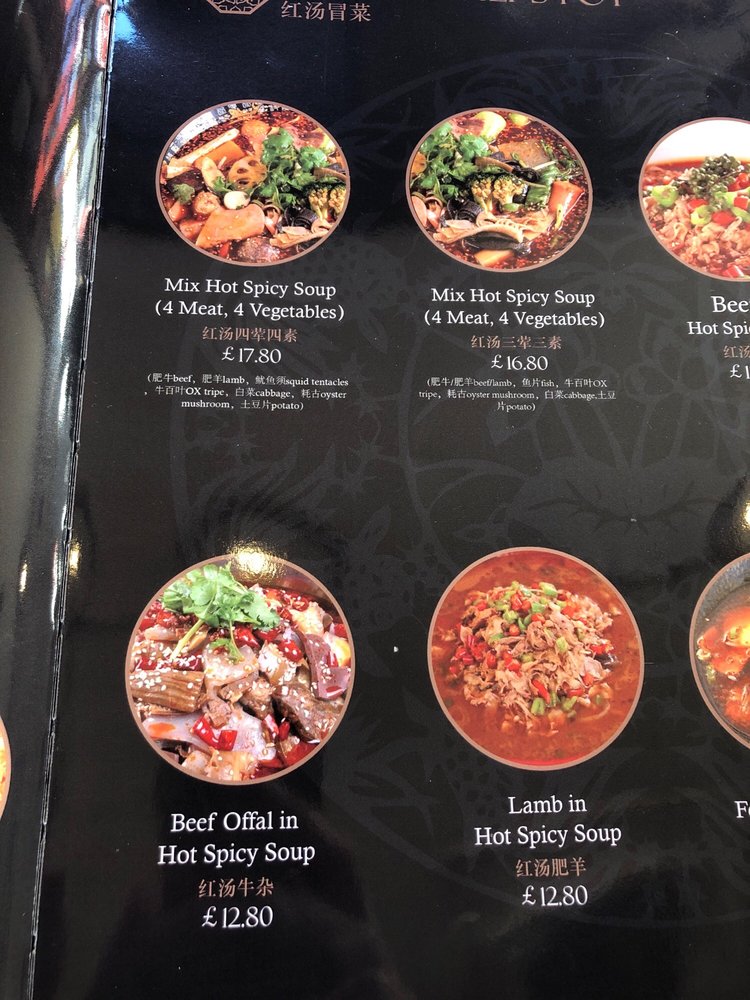 红汤冒菜
Mix Hot Spicy Soup
(4 Meat, 4 Vegetables)
红汤四荤四素
£17.80
(肥牛beef, 肥羊lamb, 鱿鱼须squid tentacles
, 牛百叶OX tripe, 白菜cabbage, 耗古oyster
mushroom, 土豆片potato)
Mix Hot Spicy Soup
(4 Meat, 4 Vegetables)
红汤三荤三素
£16.80
(肥牛/肥羊beef/lamb, 鱼片fish, 牛百叶OX
tripe, 耗古oyster mushroom, 白菜cabbage,土豆
片potato)
Bee
Hot Spic
红汤
£1
Beef Offal in
Hot Spicy Soup
红汤牛杂
£12.80
Lamb in
Hot Spicy Soup
红汤肥羊
£12.80